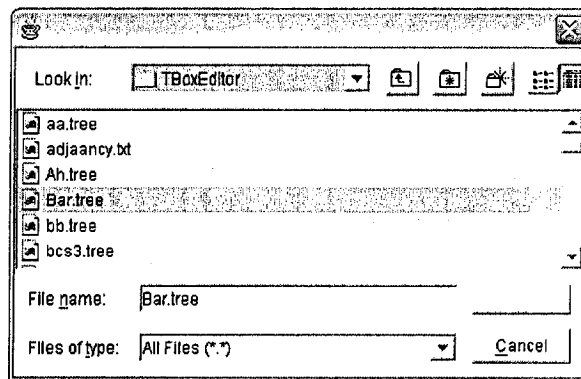 Look in: TBoxEditor
aa.tree
adjaancy.txt
Ah.tree
Bar.tree
bb.tree
bcs3.tree
File name: Bar.tree
Files of type: All Files (*.*) Cancel